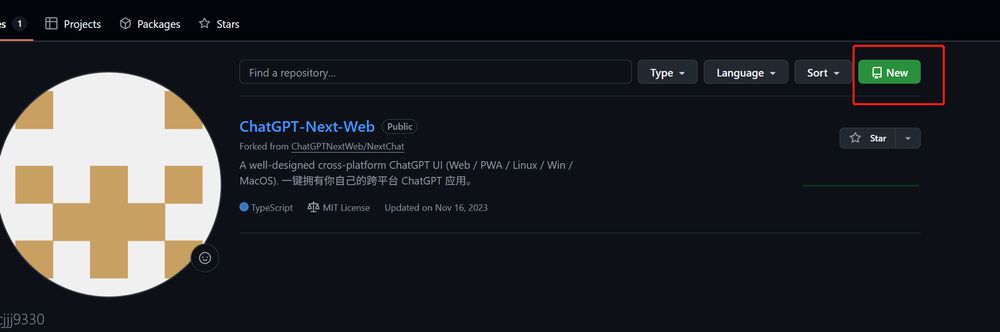 es 1 Projects Packages Stars
Find a repository... Type Language Sort New
ChatGPT-Next-Web Public
Star
Forked from ChatGPTNextWeb/NextChat
A well-designed cross-platform ChatGPT UI (Web / PWA / Linux / Win /
MacOS). 一键拥有你自己的跨平台 ChatGPT 应用。
TypeScript MIT License Updated on Nov 16, 2023
cjjj9330